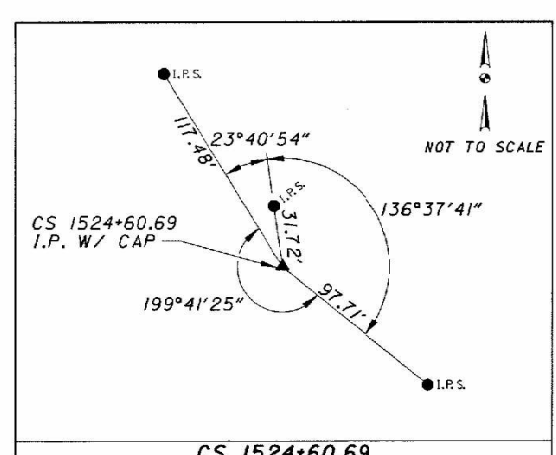 I.P.S.
117.48'
23°40'54"
NOT TO SCALE
I.P.S.
31.72'
136°37'41"
CS 1524+60.69
I.P. W/ CAP
199°41'25"
97.71'
I.P.S.
CS 1524+60.69